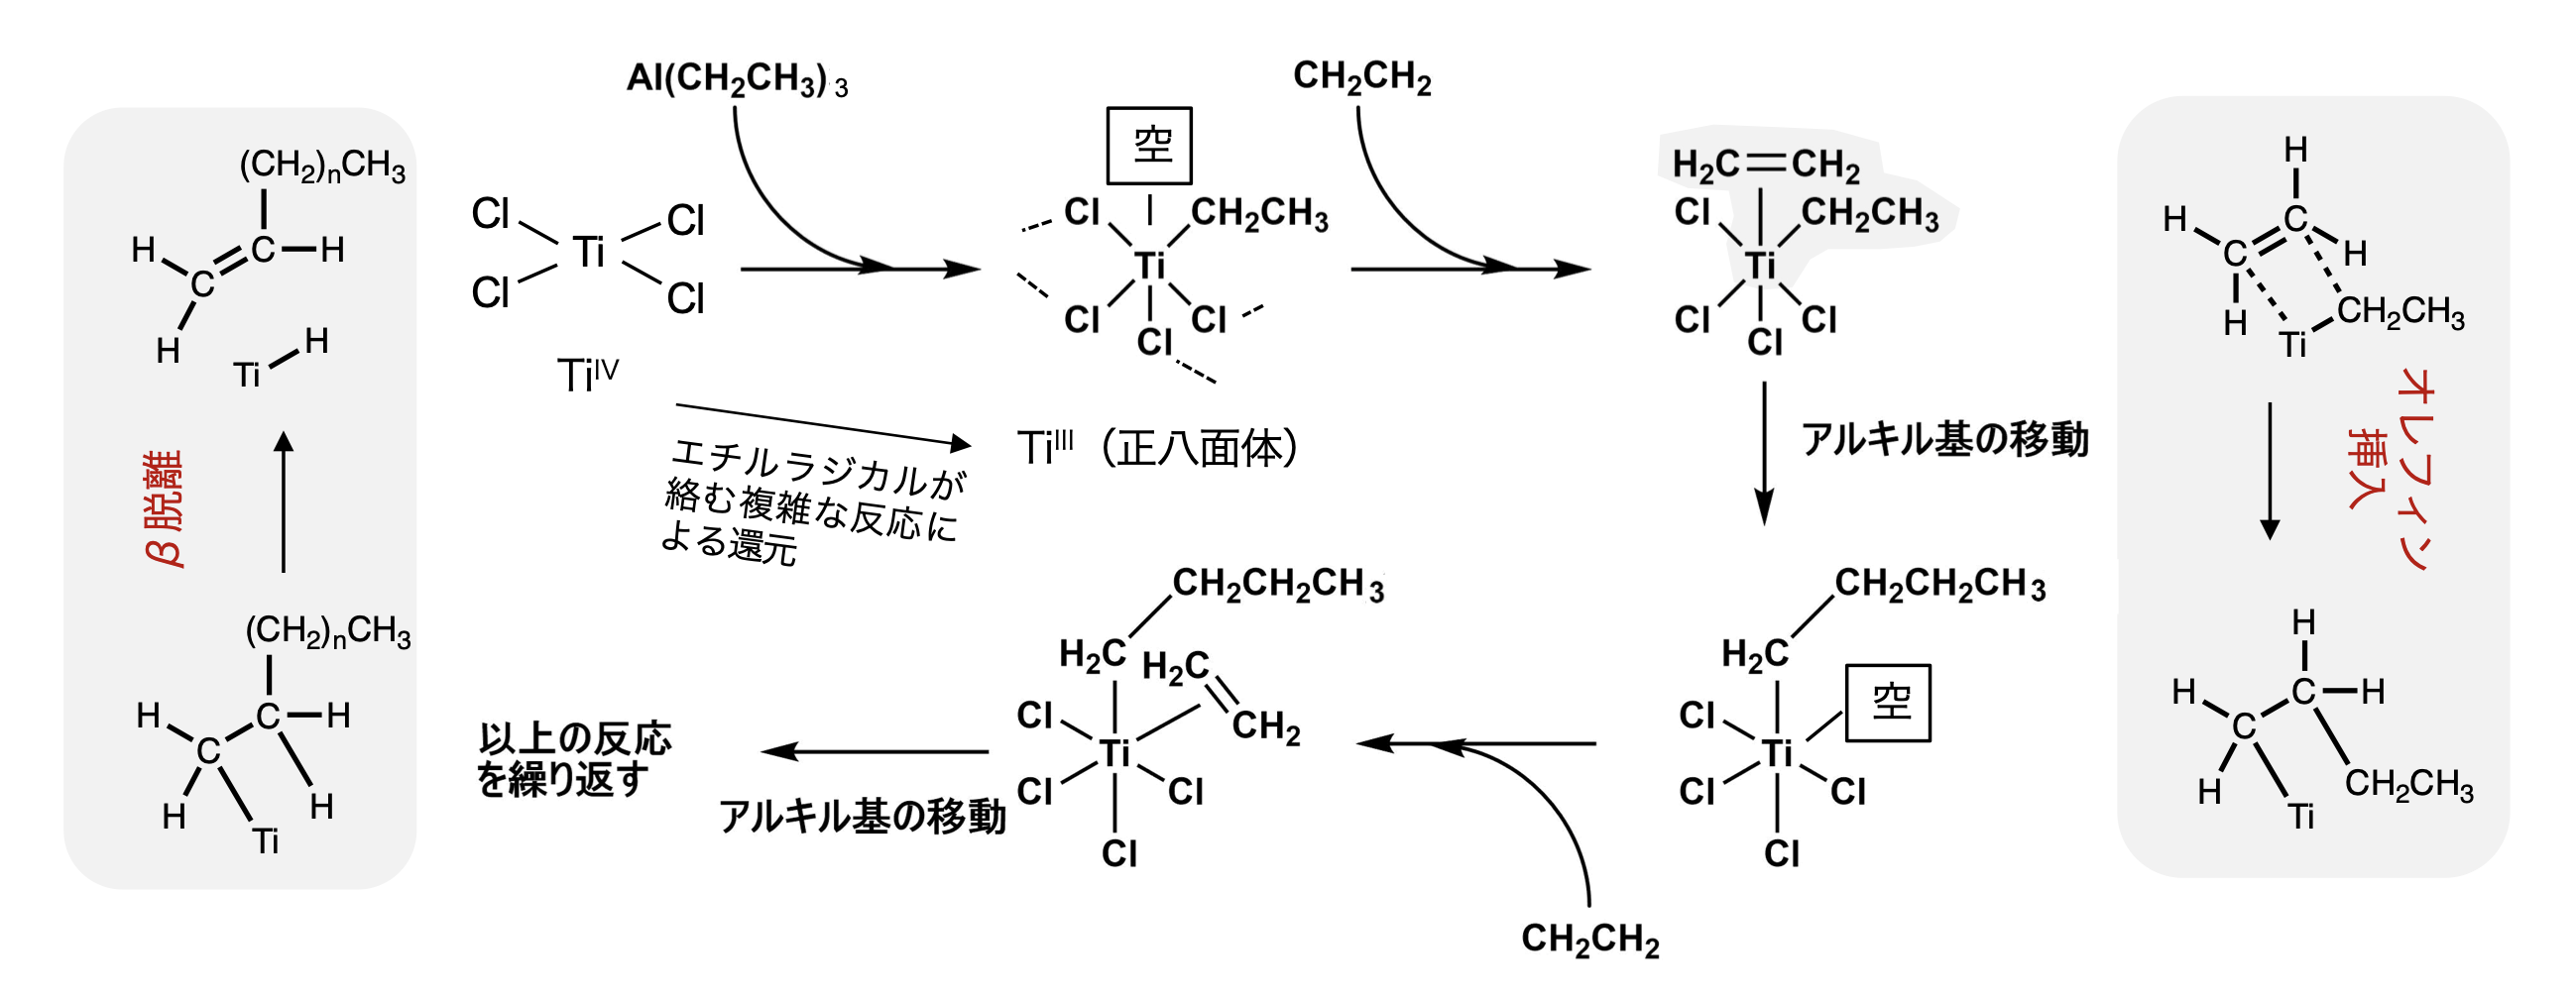 Al(CH₂CH₃)₃
CH₂CH₂
(CH₂)ₙCH₃
H
C
H
C
H
Ti
H
β脱離
(CH₂)ₙCH₃
H
C
H
C
H
H
Ti
Cl
Cl
Ti
Cl
Cl
Tiᴵⱽ
エチルラジカルが
絡む複雑な反応に
よる還元
空
Cl
CH₂CH₃
Ti
Cl
Cl
Cl
Tiᴵᴵᴵ（正八面体）
H₂C=CH₂
Cl
CH₂CH₃
Ti
Cl
Cl
Cl
アルキル基の移動
CH₂CH₂CH₃
H₂C
空
Cl
Ti
Cl
Cl
Cl
CH₂CH₂
CH₂CH₂CH₃
H₂C
H₂C
CH₂
Cl
Ti
Cl
Cl
Cl
アルキル基の移動
以上の反応
を繰り返す
H
H
C
C
H
H
CH₂CH₃
Ti
オレフィン
挿入
H
H
C
H
C
H
CH₂CH₃
Ti